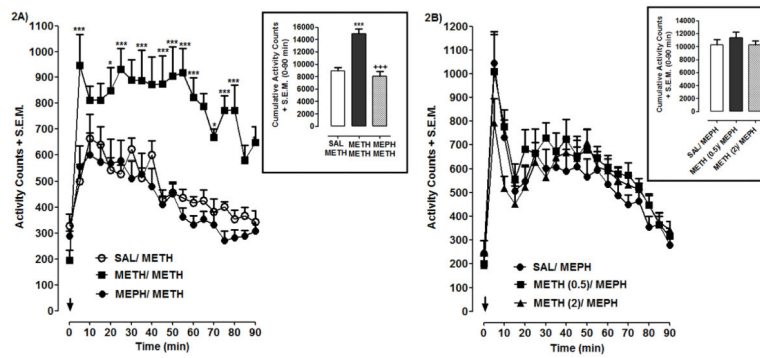 2A)
Activity Counts + S.E.M.
1100
1000
900
800
700
600
500
400
300
200
100
0
***
*
***
***
***
***
***
***
*
***
***
SAL/ METH
METH/ METH
MEPH/ METH
0 10 20 30 40 50 60 70 80 90
Time (min)
Cumulative Activity Counts
+ S.E.M. (0-90 min)
16000
14000
12000
10000
8000
6000
4000
2000
0
***
+++
SAL METH MEPH
METH METH METH
2B)
Activity Counts + S.E.M.
1200
1100
1000
900
800
700
600
500
400
300
200
100
0
SAL/ MEPH
METH (0.5)/ MEPH
METH (2)/ MEPH
0 10 20 30 40 50 60 70 80 90
Time (min)
Cumulative Activity Counts
+ S.E.M. (0-90 min)
16000
14000
12000
10000
8000
6000
4000
2000
0
SAL/ MEPH
METH (0.5)/ MEPH
METH (2)/ MEPH